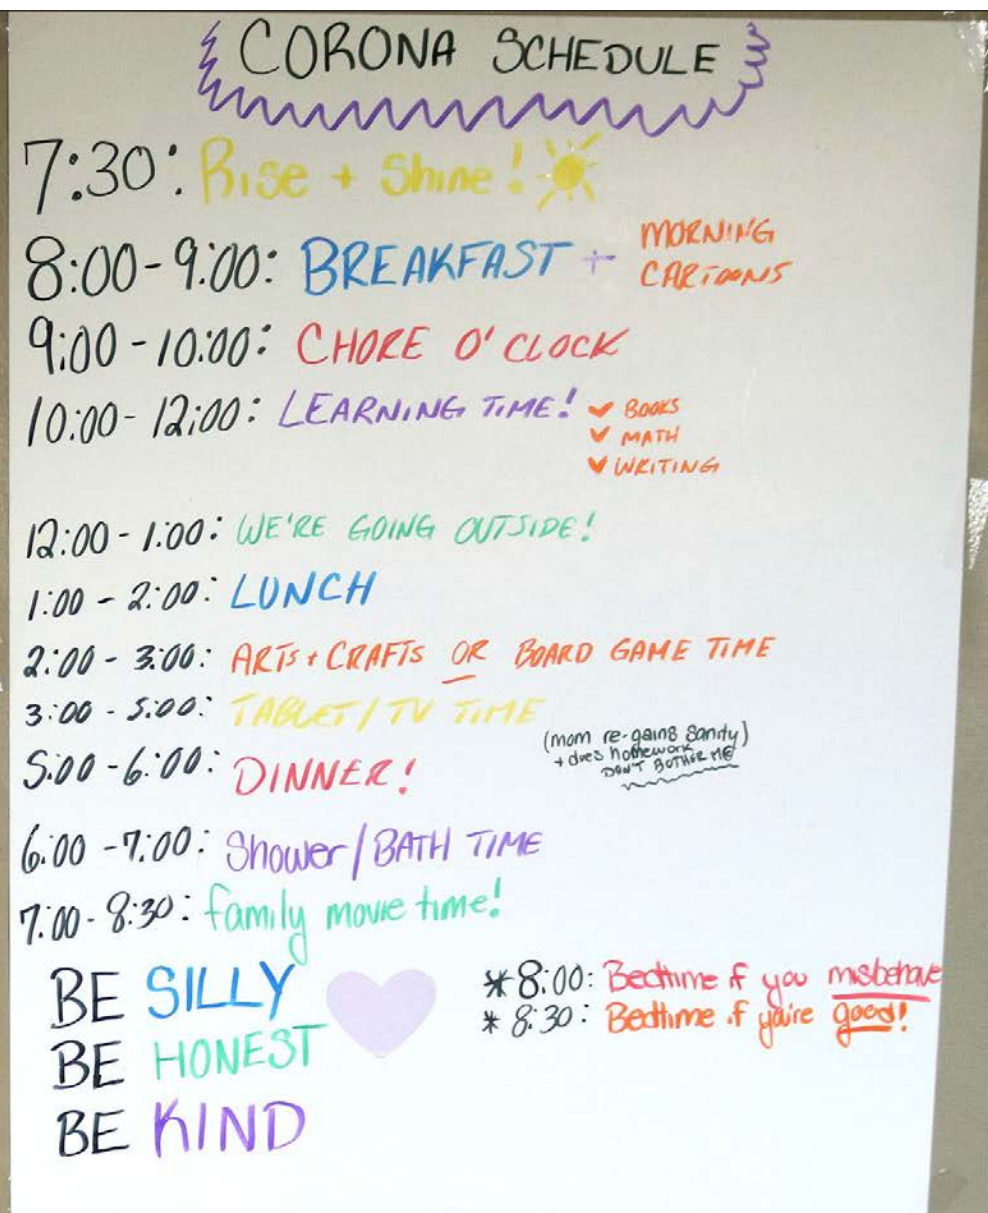 CORONA SCHEDULE
7:30: Rise + Shine!
8:00-9:00: BREAKFAST + MORNING
CARTOONS
9:00-10:00: CHORE O'CLOCK
10:00-12:00: LEARNING TIME! ✓ BOOKS
✓ MATH
✓ WRITING
12:00-1:00: WE'RE GOING OUTSIDE!
1:00-2:00: LUNCH
2:00-3:00: ARTS + CRAFTS OR BOARD GAME TIME
3:00-5:00: TABLET/TV TIME
(mom re-gains sanity)
+ does homework
DON'T BOTHER ME
5:00-6:00: DINNER!
6:00-7:00: Shower/BATH TIME
7:00-8:30: family movie time!
*8:00: Bedtime if you misbehave
*8:30: Bedtime if you're good!
BE SILLY
BE HONEST
BE KIND